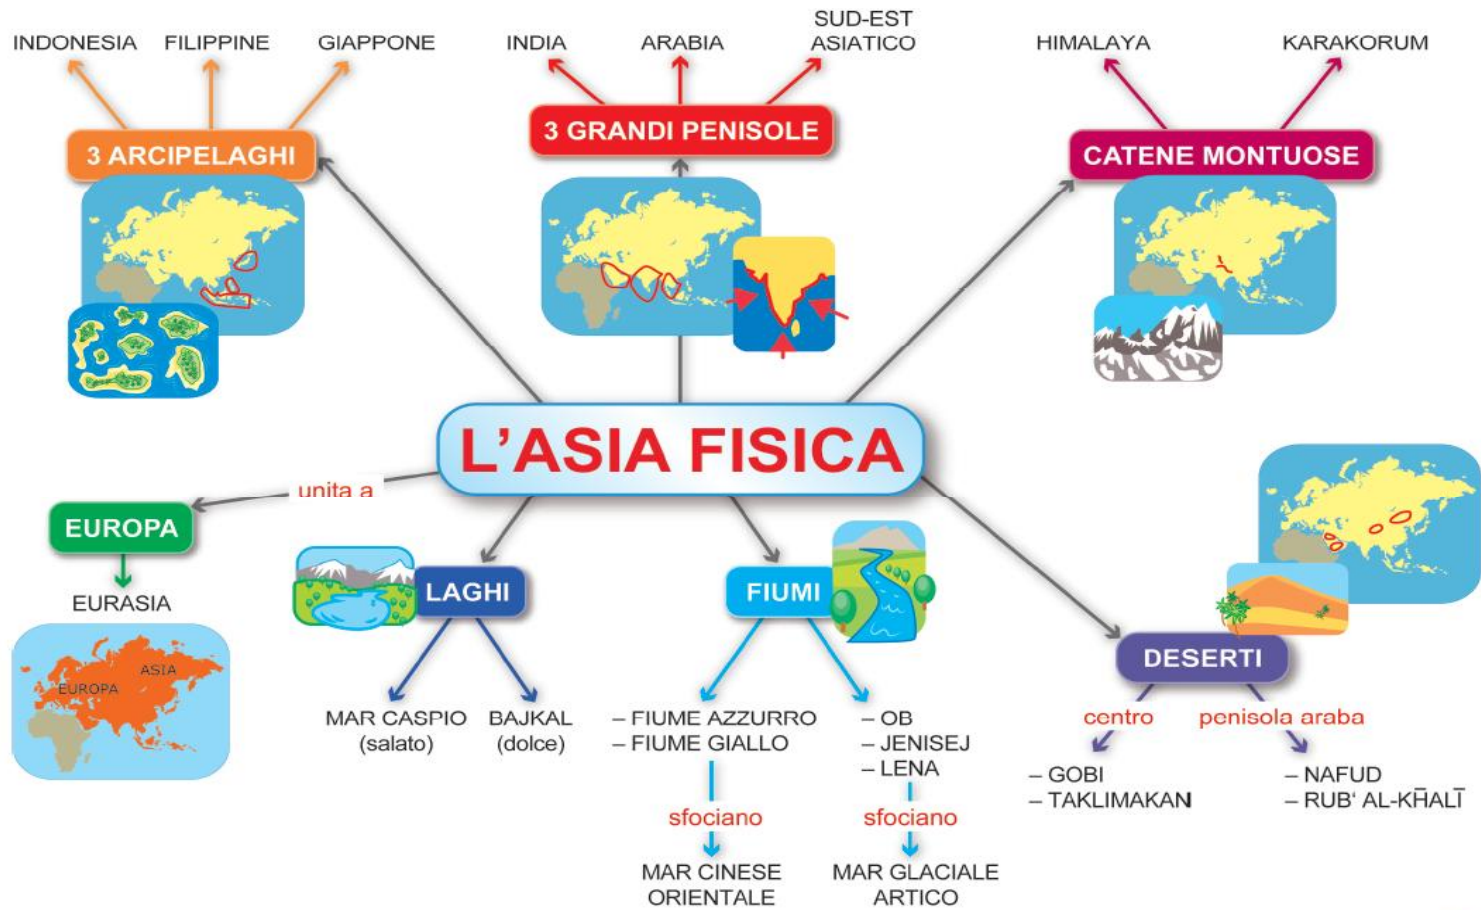 INDONESIA
FILIPPINE
GIAPPONE
3 ARCIPELAGHI
INDIA
ARABIA
SUD-EST
ASIATICO
3 GRANDI PENISOLE
HIMALAYA
KARAKORUM
CATENE MONTUOSE
L’ASIA FISICA
unita a
EUROPA
EURASIA
ASIA
EUROPA
LAGHI
MAR CASPIO
(salato)
BAJKAL
(dolce)
FIUMI
– FIUME AZZURRO
– FIUME GIALLO
sfociano
MAR CINESE
ORIENTALE
– OB
– JENISEJ
– LENA
sfociano
MAR GLACIALE
ARTICO
DESERTI
centro
– GOBI
– TAKLIMAKAN
penisola araba
– NAFUD
– RUB‘ AL-KH̄ALĪ